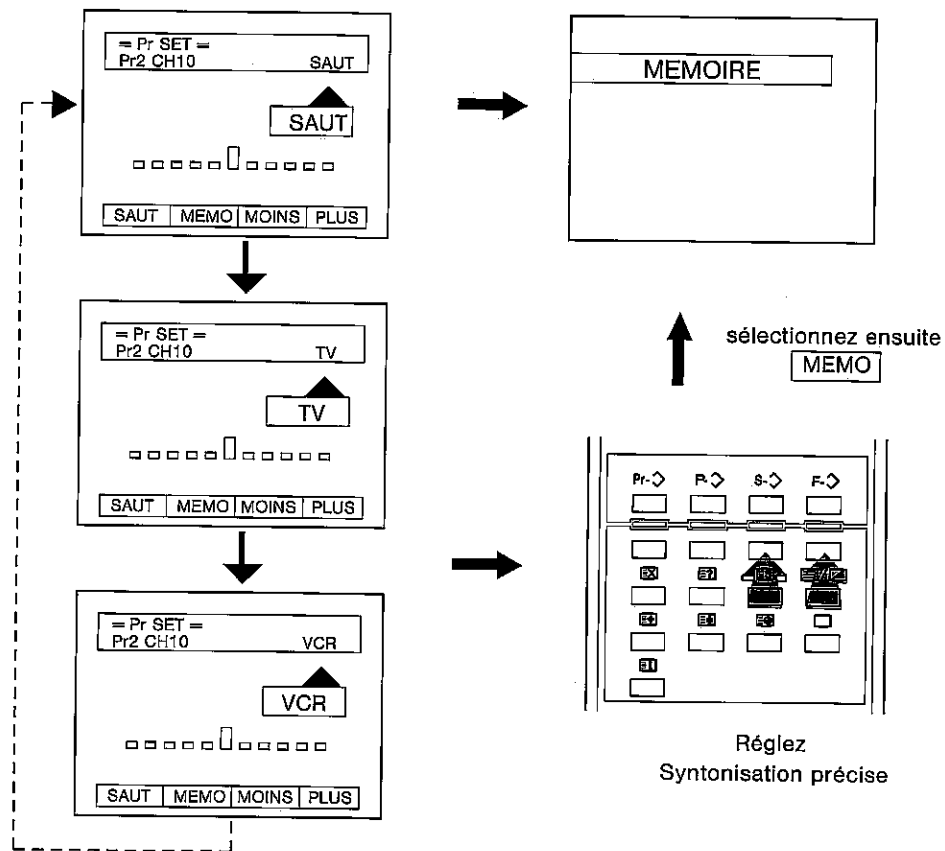 = Pr SET =
Pr2 CH10 SAUT
SAUT
SAUT MEMO MOINS PLUS
MEMOIRE
= Pr SET =
Pr2 CH10 TV
TV
SAUT MEMO MOINS PLUS
sélectionnez ensuite
MEMO
= Pr SET =
Pr2 CH10 VCR
VCR
SAUT MEMO MOINS PLUS
Pr- P- S- F-
Réglez
Syntonisation précise